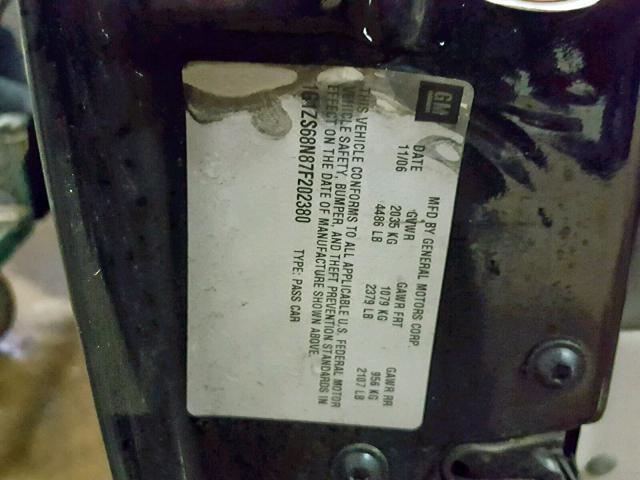 GM
MFD BY GENERAL MOTORS CORP.
DATE GVWR GAWR FRT GAWR RR
11/06 2035 KG 1079 KG 956 KG
4486 LB 2379 LB 2107 LB
THIS VEHICLE CONFORMS TO ALL APPLICABLE U.S. FEDERAL MOTOR
VEHICLE SAFETY, BUMPER, AND THEFT PREVENTION STANDARDS IN
EFFECT ON THE DATE OF MANUFACTURE SHOWN ABOVE.
1G1ZS68N87F202380 TYPE: PASS CAR